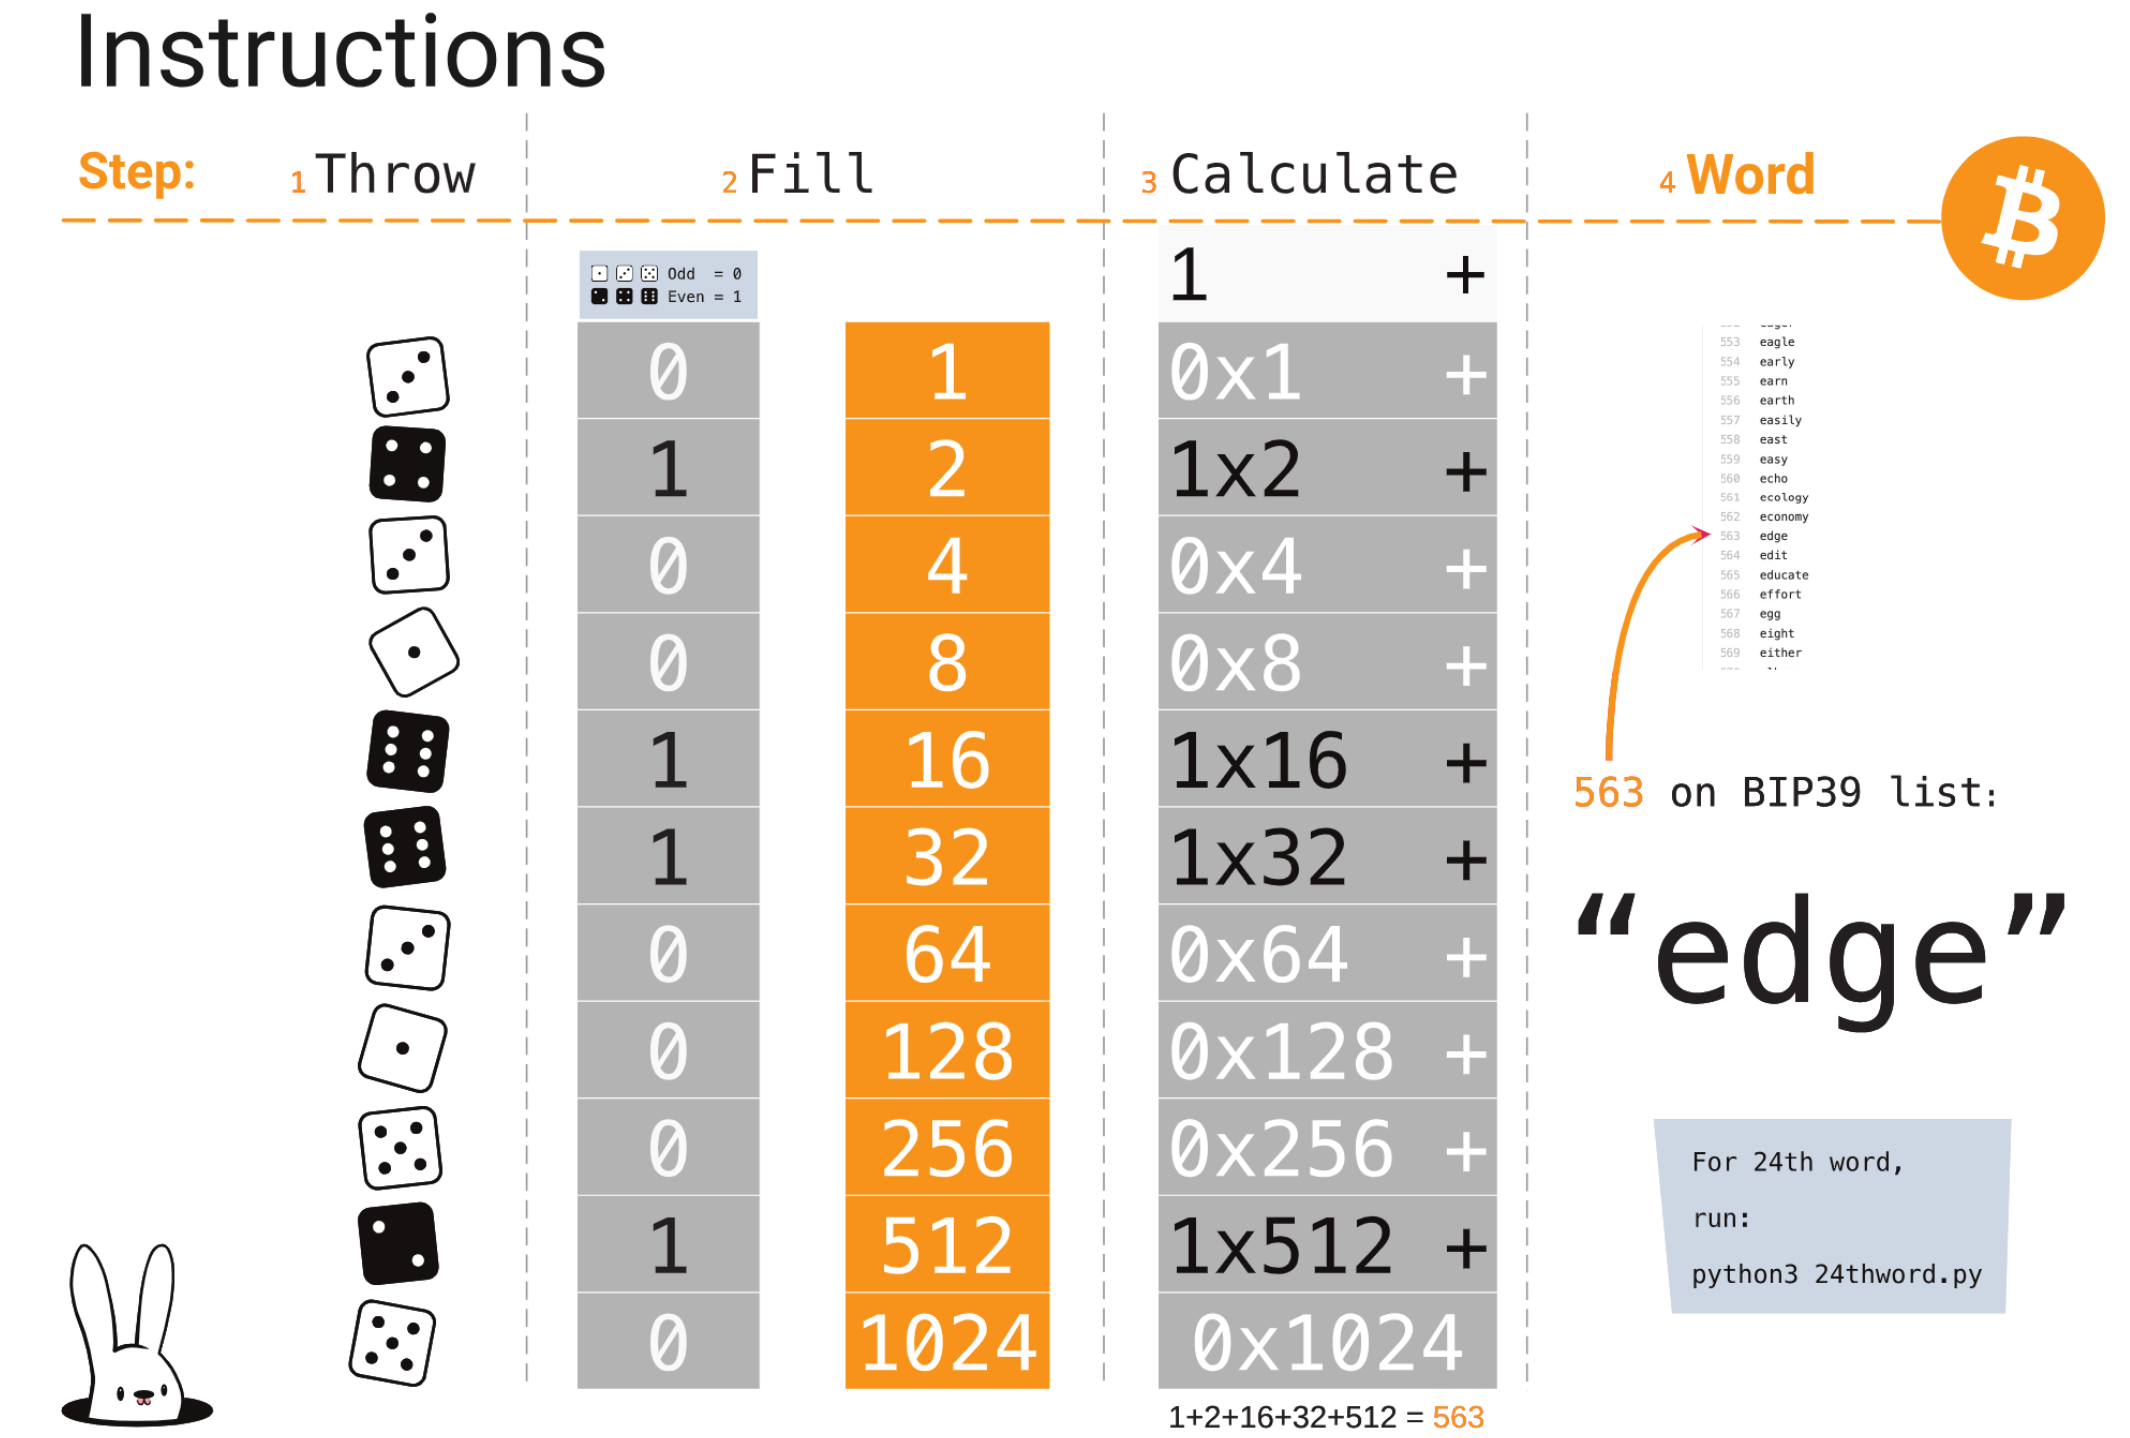 Instructions
Step:
1 Throw
2 Fill
3 Calculate
4 Word
Odd = 0
Even = 1
0
1
0
0
1
1
0
0
0
1
0
1
2
4
8
16
32
64
128
256
512
1024
1 +
0x1 +
1x2 +
0x4 +
0x8 +
1x16 +
1x32 +
0x64 +
0x128 +
0x256 +
1x512 +
0x1024
1+2+16+32+512 = 563
553 eagle
554 early
555 earn
556 earth
557 easily
558 east
559 easy
560 echo
561 ecology
562 economy
563 edge
564 edit
565 educate
566 effort
567 egg
568 eight
569 either
563 on BIP39 list:
“edge”
For 24th word,
run:
python3 24thword.py